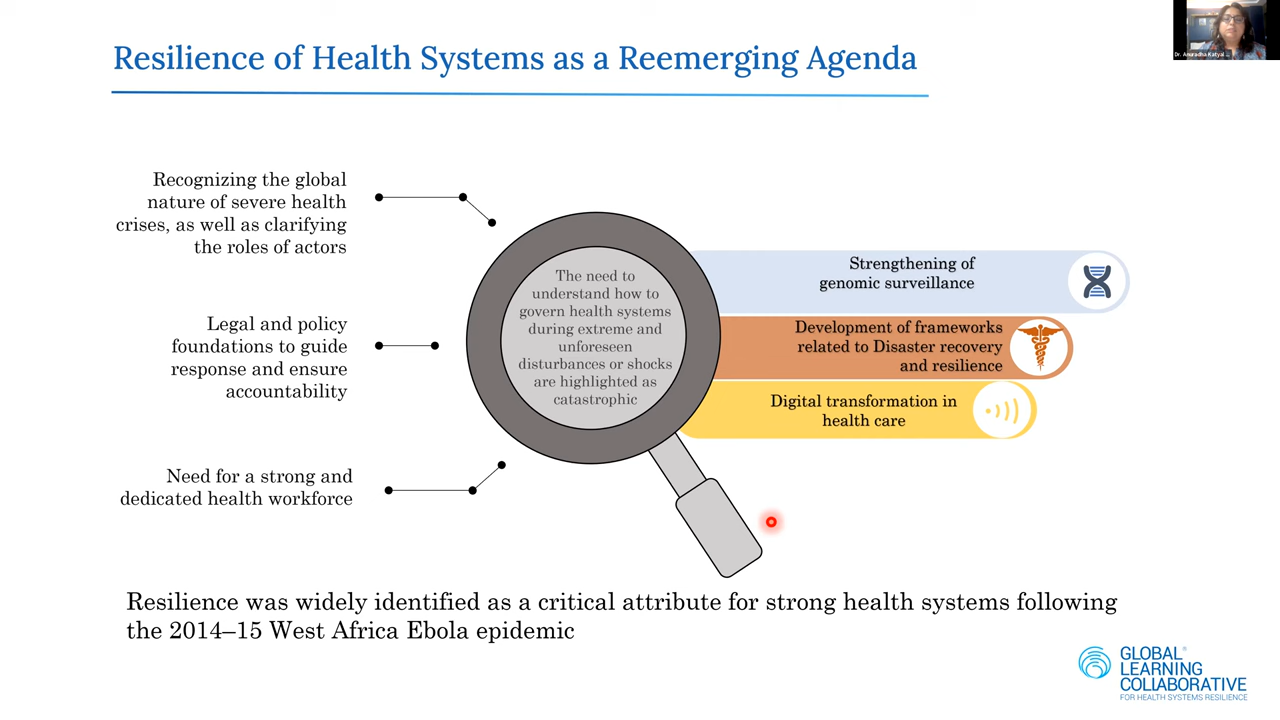 Resilience of Health Systems as a Reemerging Agenda
Dr. Anuradha Katyal...
Recognizing the global
nature of severe health
crises, as well as clarifying
the roles of actors
Legal and policy
foundations to guide
response and ensure
accountability
Need for a strong and
dedicated health workforce
The need to
understand how to
govern health systems
during extreme and
unforeseen
disturbances or shocks
are highlighted as
catastrophic
Strengthening of
genomic surveillance
Development of frameworks
related to Disaster recovery
and resilience
Digital transformation in
health care
Resilience was widely identified as a critical attribute for strong health systems following
the 2014–15 West Africa Ebola epidemic
GLOBAL®
LEARNING
COLLABORATIVE
FOR HEALTH SYSTEMS RESILIENCE